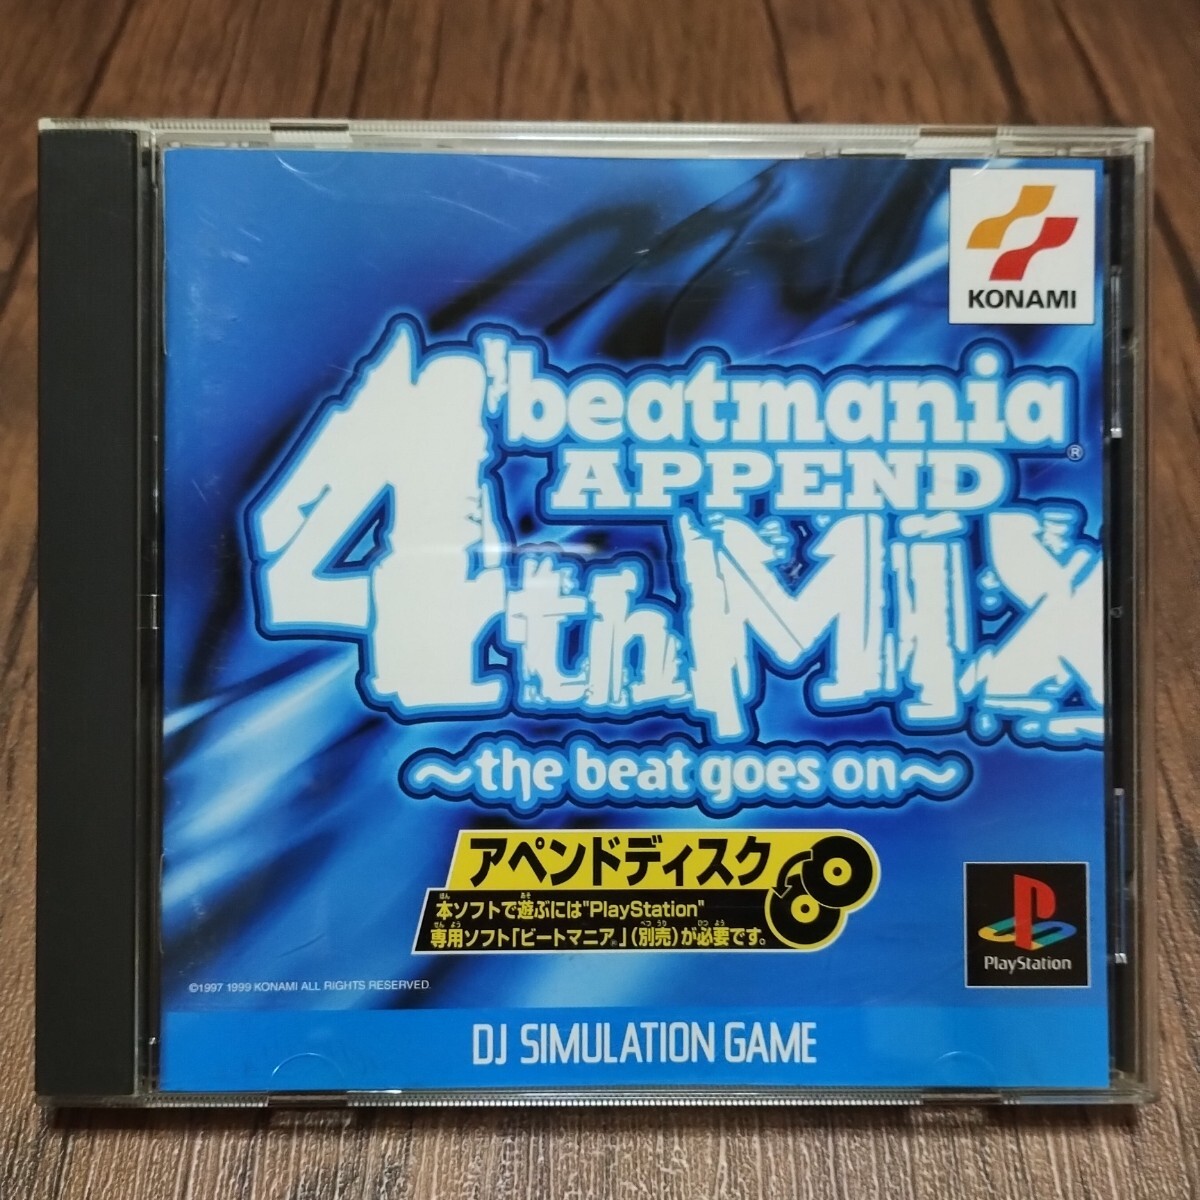 KONAMI
beatmania
APPEND
®
4thMiX
～the beat goes on～
アペンドディスク
本ソフトで遊ぶには"PlayStation"
専用ソフト「ビートマニア®」(別売)が必要です。
PlayStation
©1997 1999 KONAMI ALL RIGHTS RESERVED.
DJ SIMULATION GAME